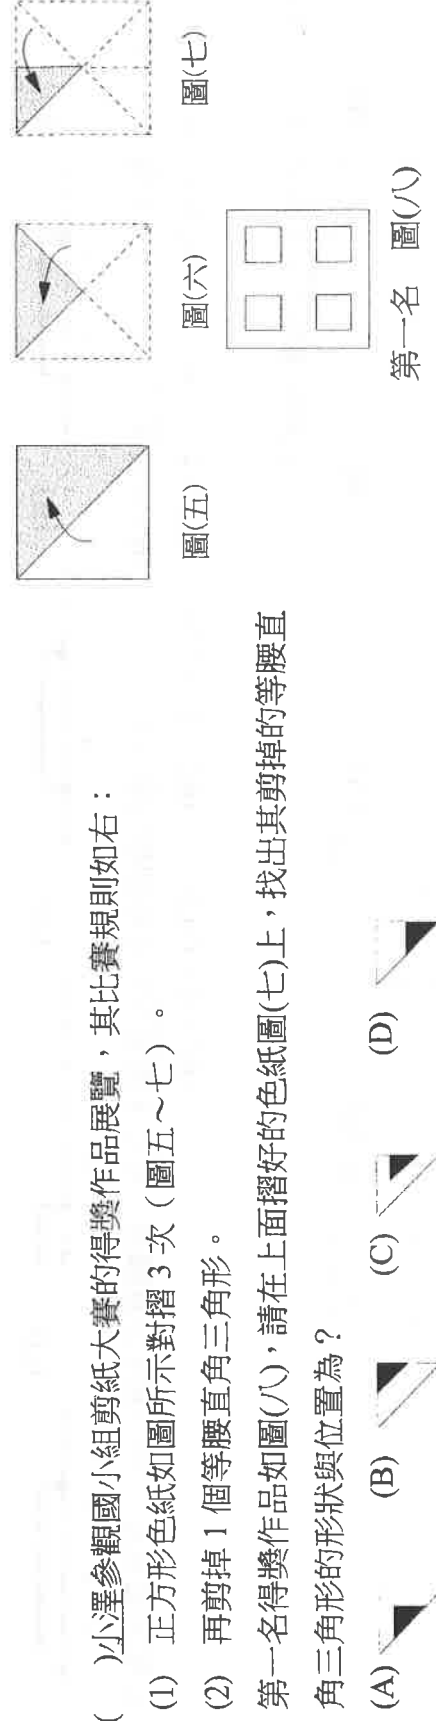 (　)小澤參觀國小組剪紙大賽的得獎作品展覽，其比賽規則如右：
(1) 正方形色紙如圖所示對摺 3 次（圖五～七）。
(2) 再剪掉 1 個等腰直角三角形。
第一名得獎作品如圖(八)，請在上面摺好的色紙圖(七)上，找出其剪掉的等腰直
角三角形的形狀與位置為？
(A)
(B)
(C)
(D)
圖(五)
圖(六)
圖(七)
第一名 圖(八)